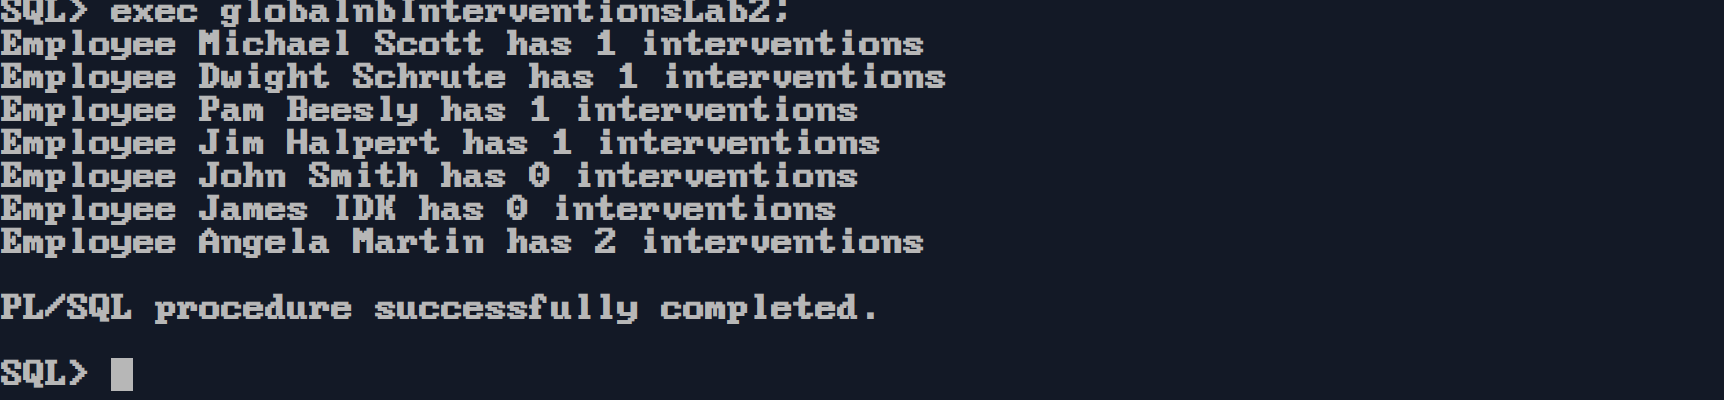 SQL> exec globalnbInterventionsLab2;
Employee Michael Scott has 1 interventions
Employee Dwight Schrute has 1 interventions
Employee Pam Beesly has 1 interventions
Employee Jim Halpert has 1 interventions
Employee John Smith has 0 interventions
Employee James IDK has 0 interventions
Employee Angela Martin has 2 interventions
PL/SQL procedure successfully completed.
SQL>